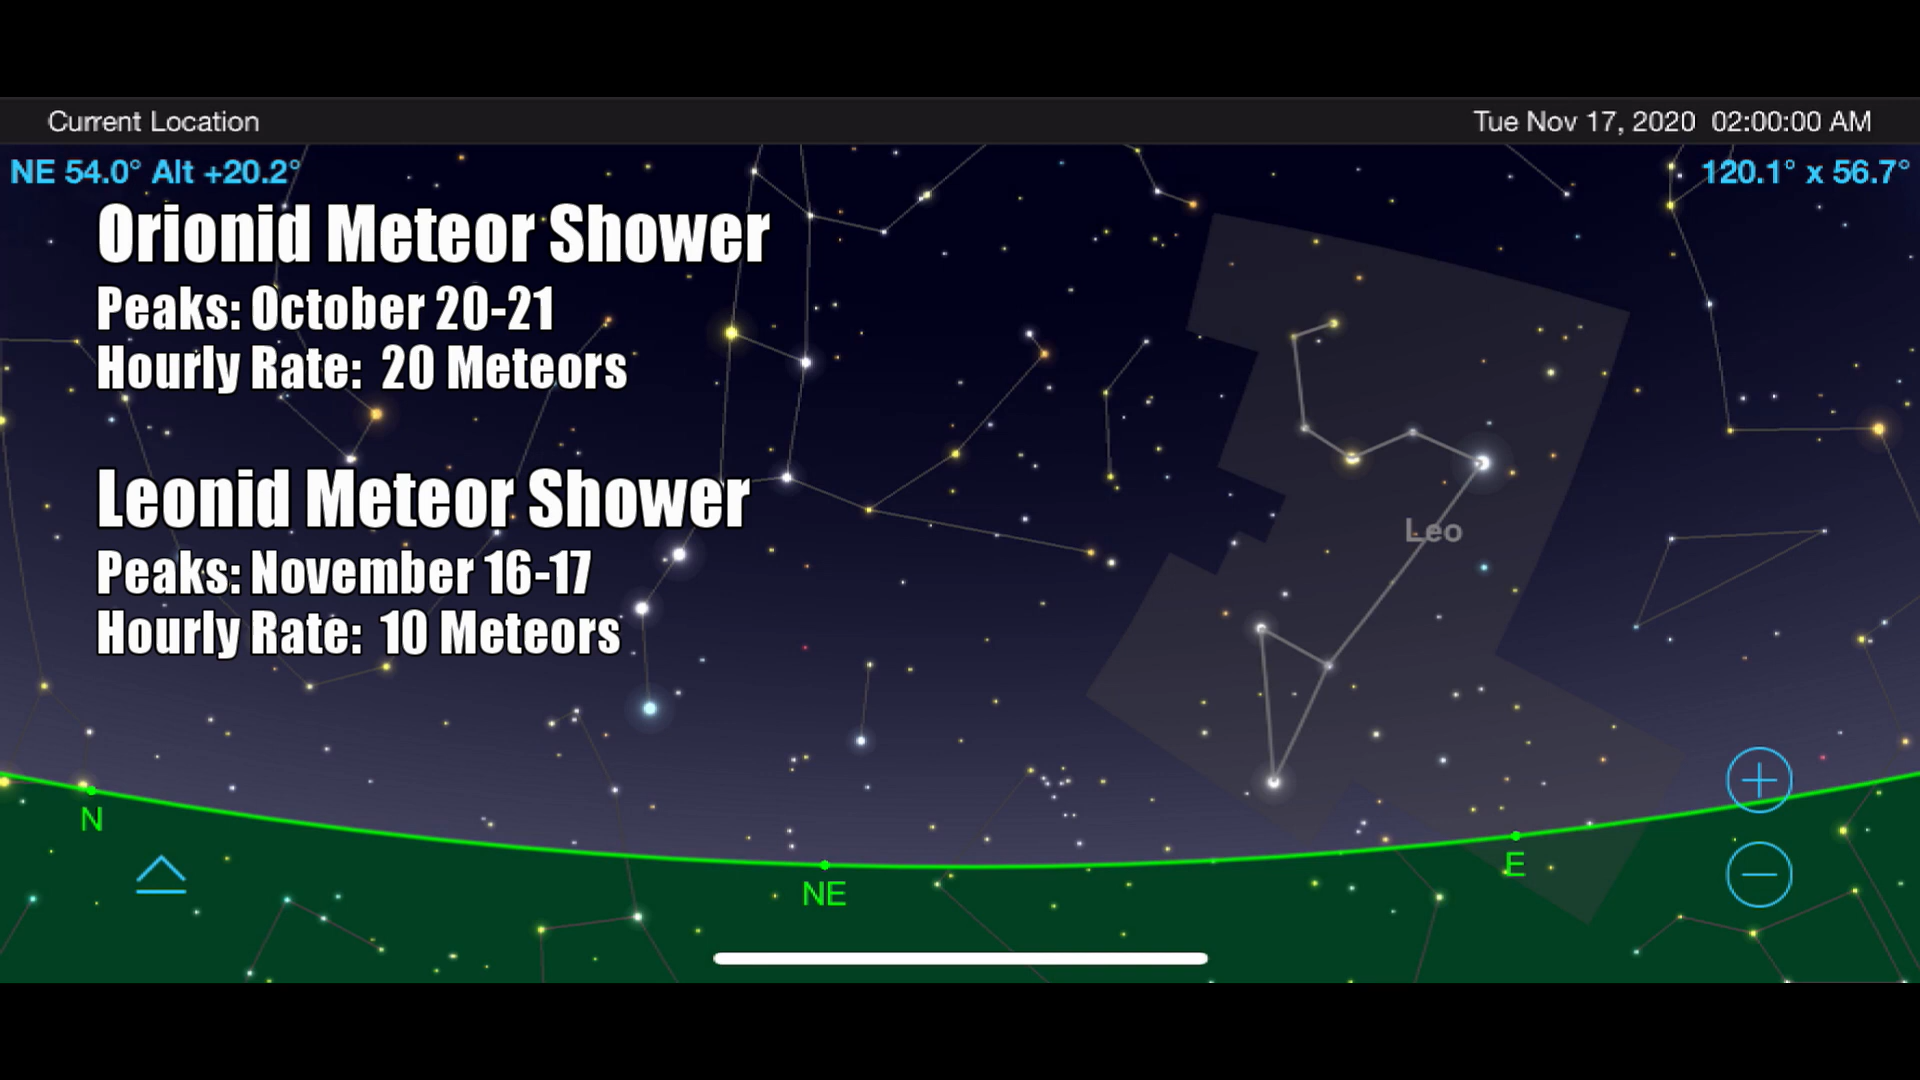 Current Location
Tue Nov 17, 2020 02:00:00 AM
NE 54.0° Alt +20.2°
120.1° x 56.7°
Orionid Meteor Shower
Peaks: October 20-21
Hourly Rate: 20 Meteors
Leonid Meteor Shower
Peaks: November 16-17
Hourly Rate: 10 Meteors
Leo
N
NE
E